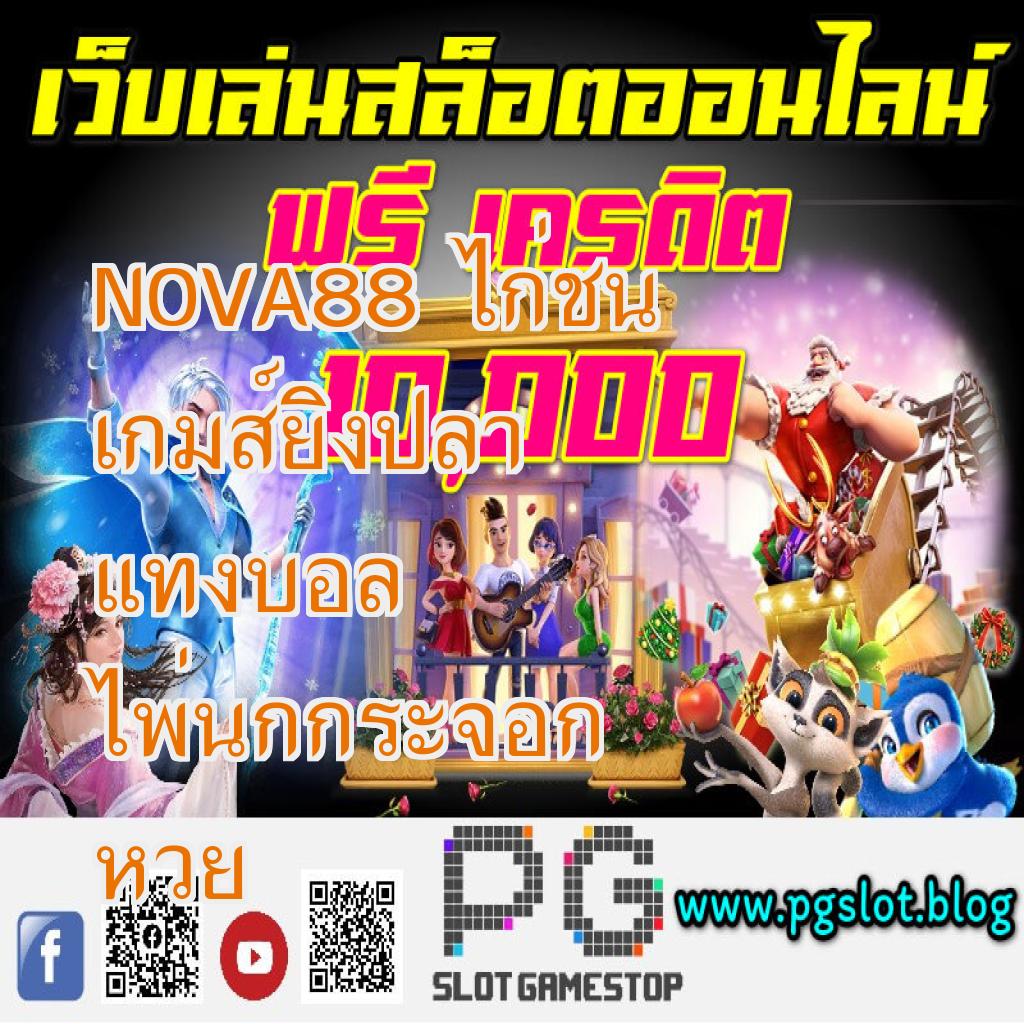 เว็บเล่นสล็อตออนไลน์
ฟรี เครดิต
10,000
NOVA88 ไก่ชน
เกมส์ยิงปลา
แทงบอล
ไพ่นกกระจอก
หวย
PG
SLOT GAMESTOP
www.pgslot.blog